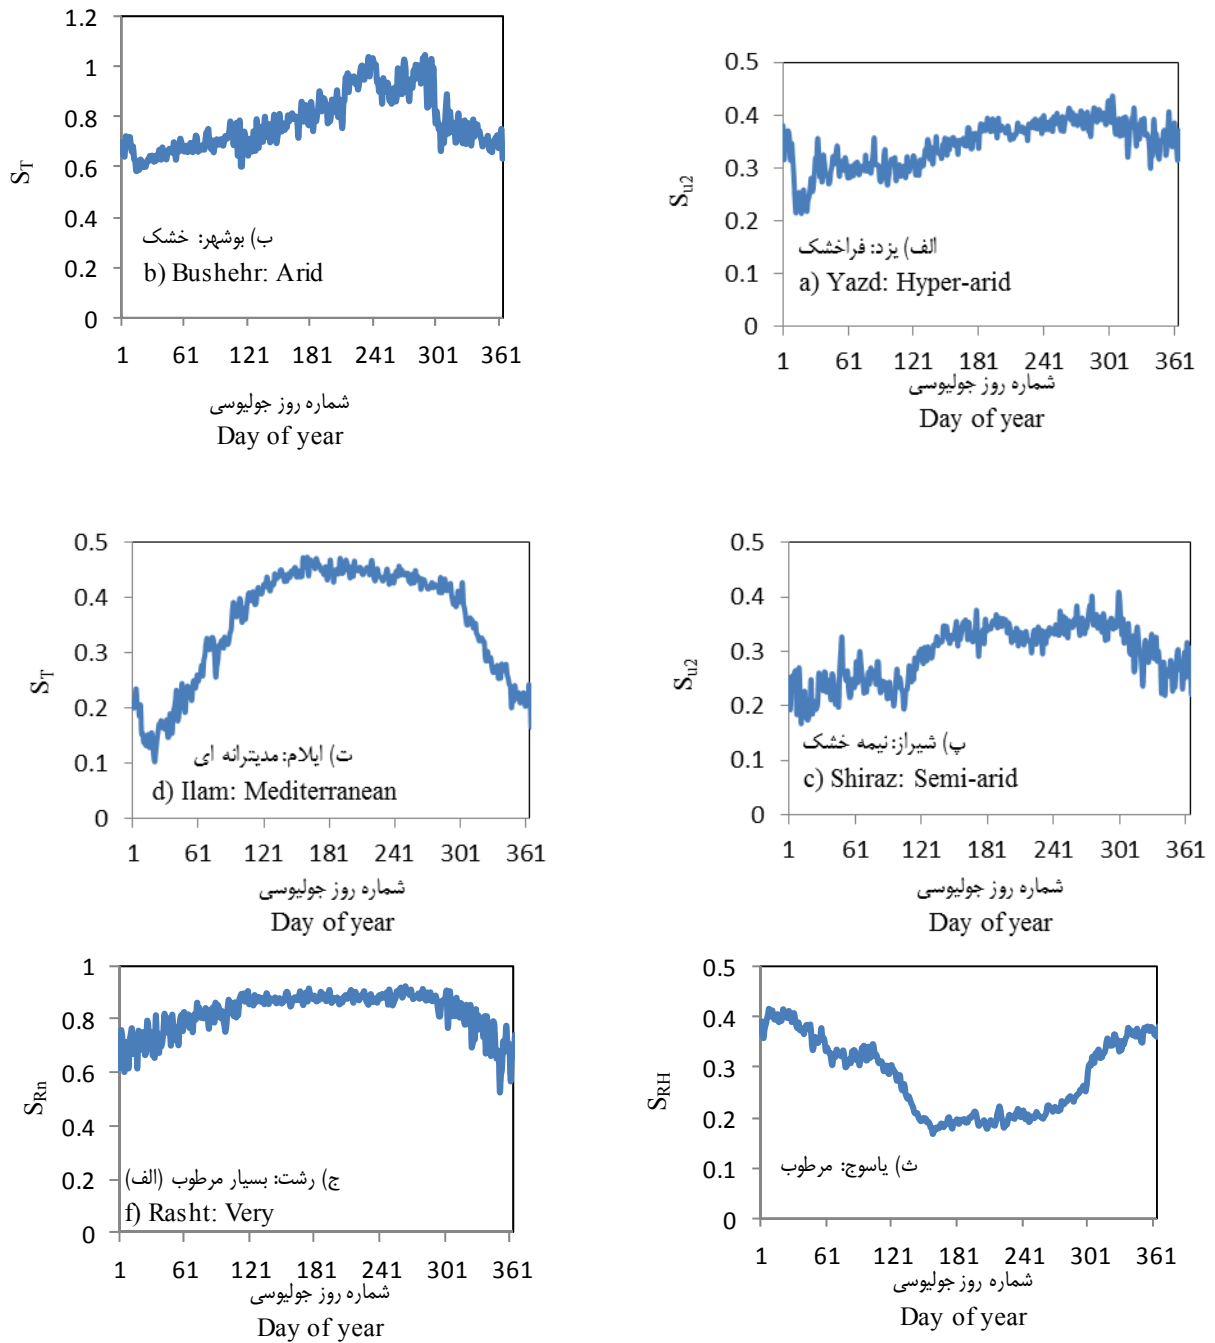 1.2
1
0.8
0.6
0.4
0.2
0
S_T
ب) بوشهر: خشک
b) Bushehr: Arid
1 61 121 181 241 301 361
شماره روز جولیوسی
Day of year
0.5
0.4
0.3
0.2
0.1
0
S_u2
الف) یزد: فراخشک
a) Yazd: Hyper-arid
1 61 121 181 241 301 361
شماره روز جولیوسی
Day of year
0.5
0.4
0.3
0.2
0.1
0
S_T
ت) ایلام: مدیترانه ای
d) Ilam: Mediterranean
1 61 121 181 241 301 361
شماره روز جولیوسی
Day of year
0.5
0.4
0.3
0.2
0.1
0
S_u2
پ) شیراز: نیمه خشک
c) Shiraz: Semi-arid
1 61 121 181 241 301 361
شماره روز جولیوسی
Day of year
1
0.8
0.6
0.4
0.2
0
S_Rn
ج) رشت: بسیار مرطوب (الف)
f) Rasht: Very
1 61 121 181 241 301 361
شماره روز جولیوسی
Day of year
0.5
0.4
0.3
0.2
0.1
0
S_RH
ث) یاسوج: مرطوب
1 61 121 181 241 301 361
شماره روز جولیوسی
Day of year